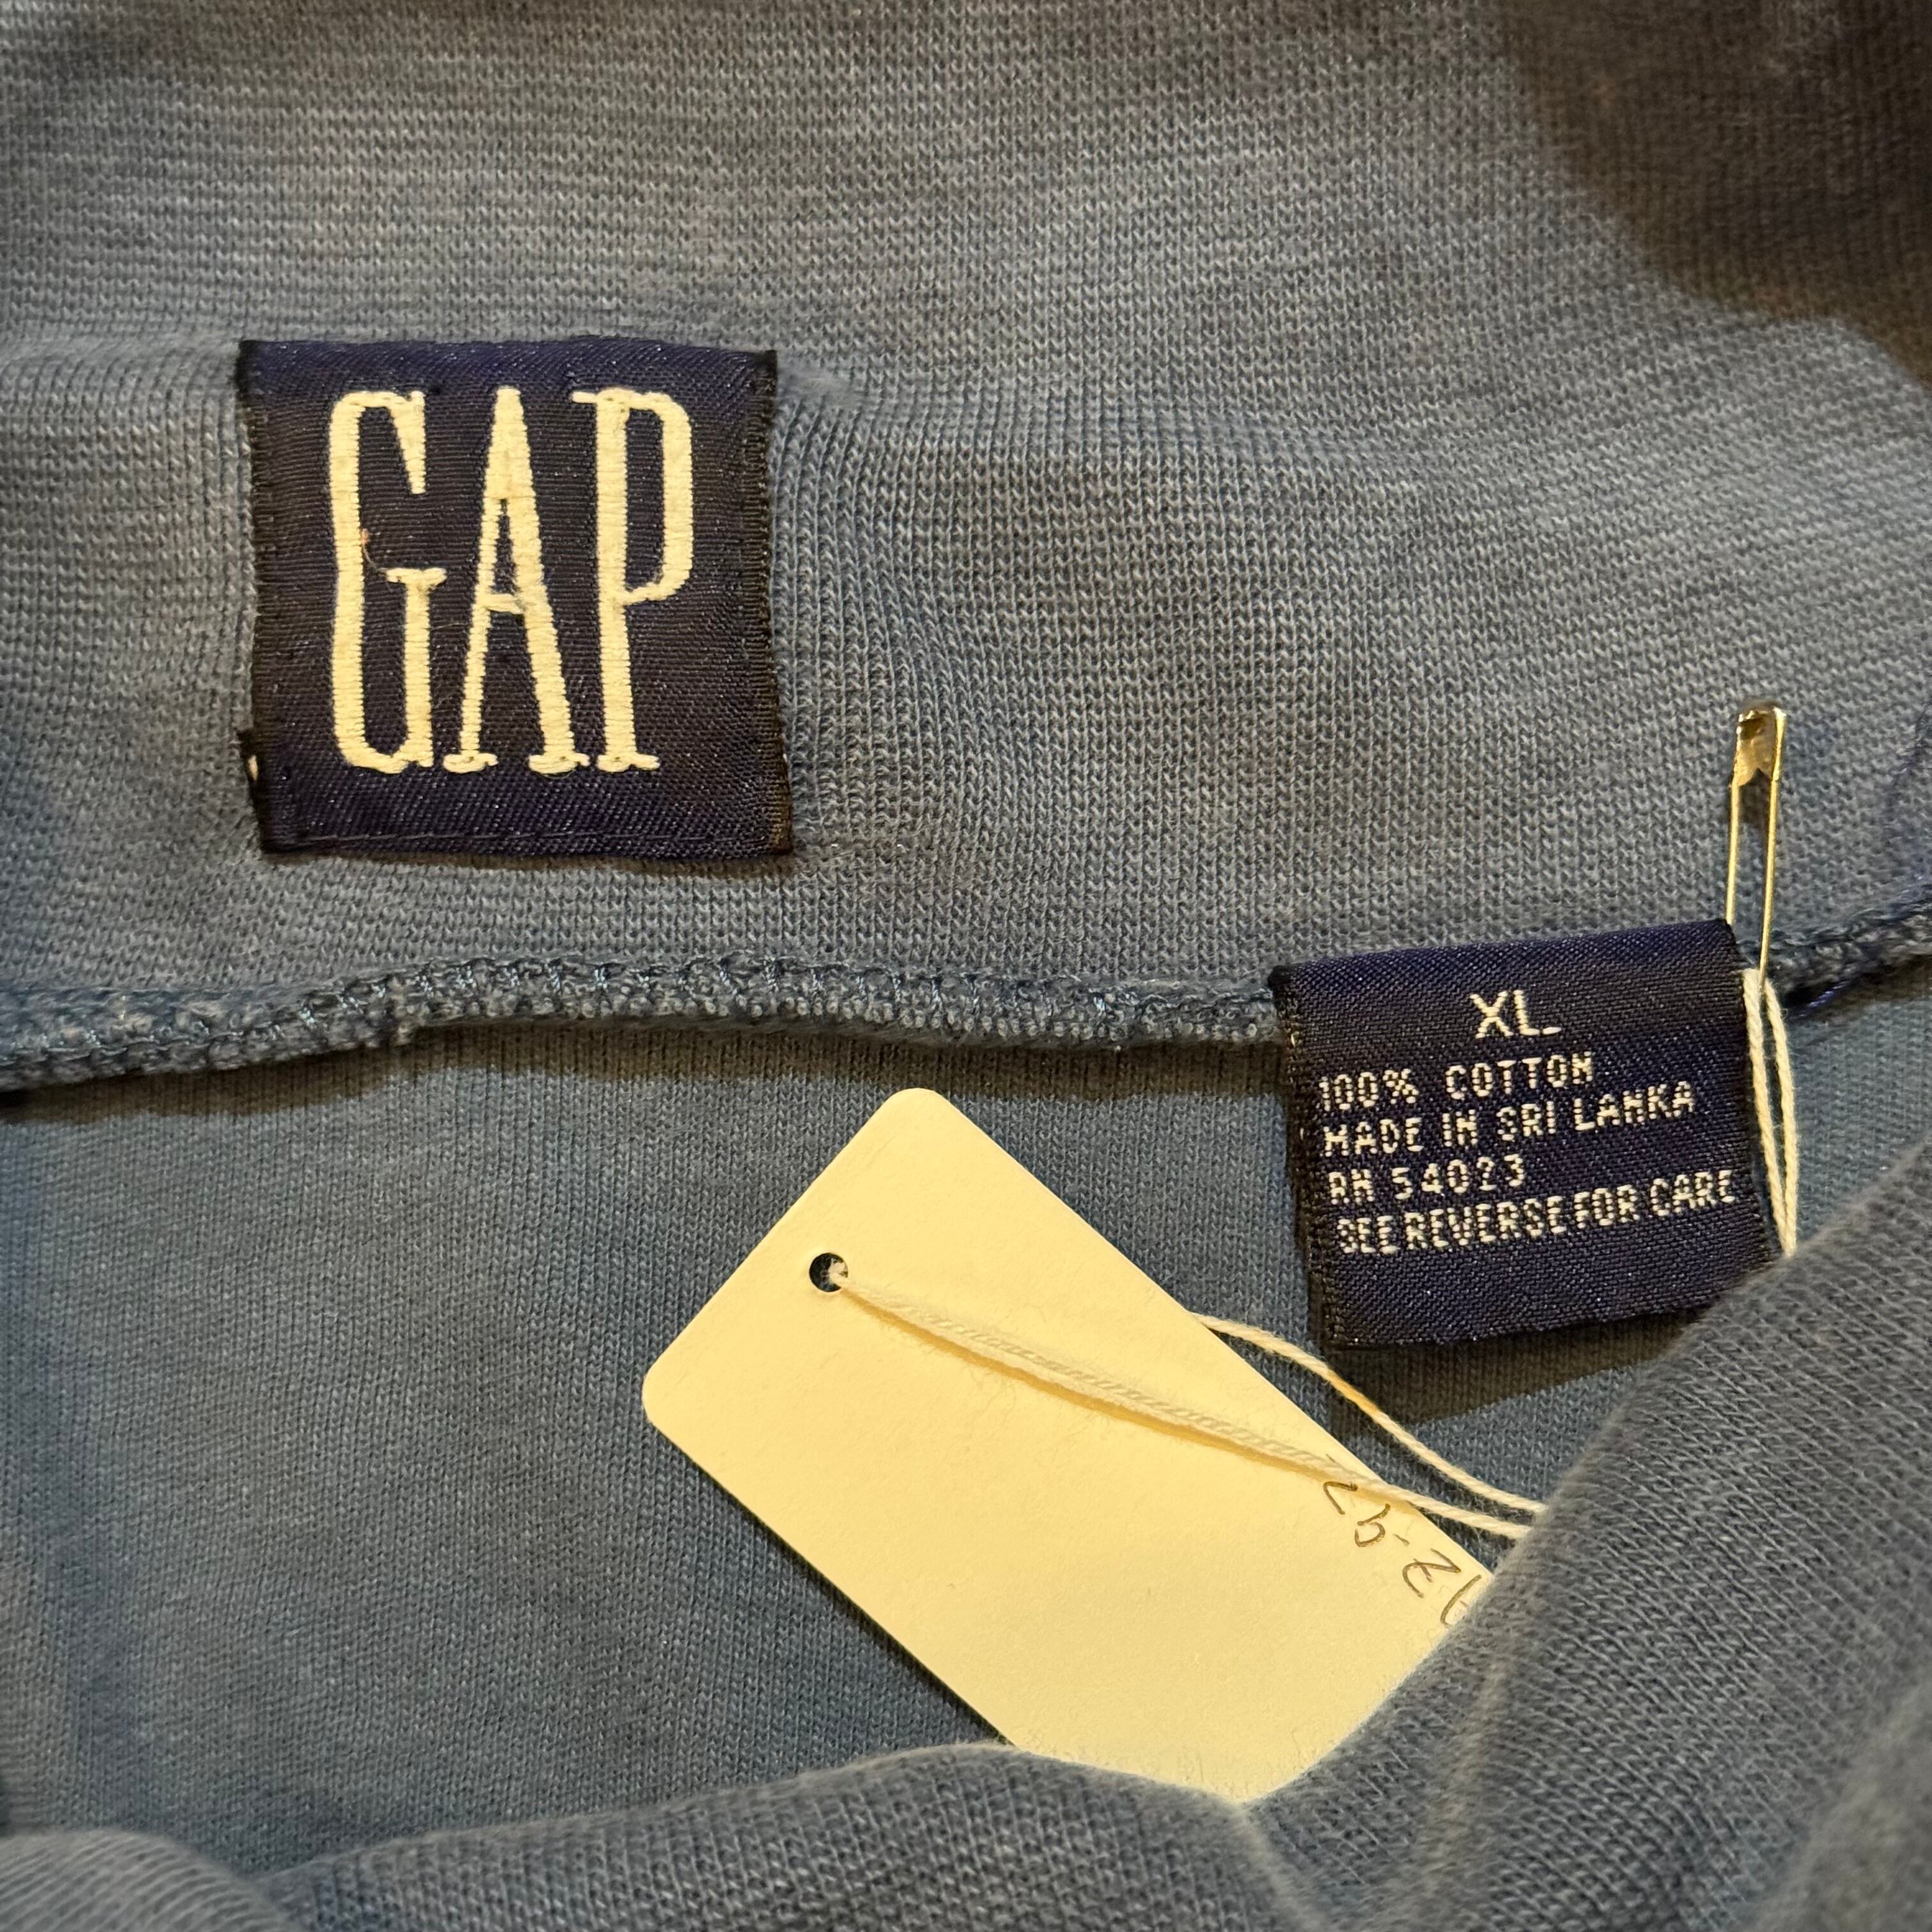 GAP
XL
100% COTTON
MADE IN SRI LANKA
RN 54023
SEE REVERSE FOR CARE